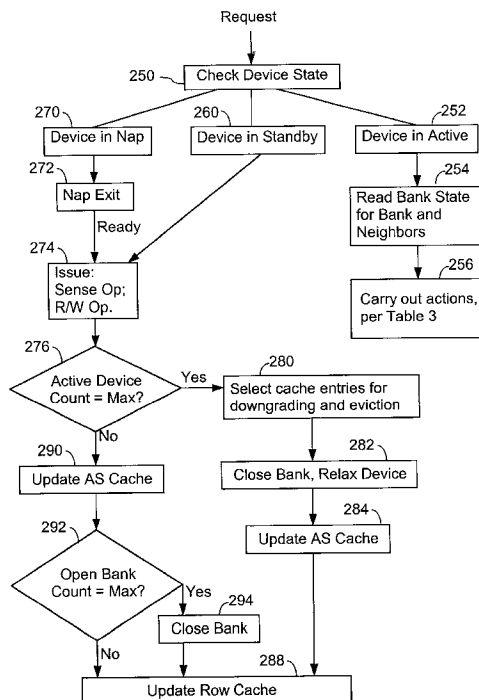 Request
250
Check Device State
270
260
252
Device in Nap
Device in Standby
Device in Active
272
254
Nap Exit
Read Bank State
for Bank and
Neighbors
Ready
274
256
Issue:
Sense Op;
R/W Op.
Carry out actions,
per Table 3
276
280
Active Device
Count = Max?
Yes
Select cache entries for
downgrading and eviction
No
290
282
Update AS Cache
Close Bank, Relax Device
292
284
Update AS Cache
Open Bank
Count = Max?
Yes
294
Close Bank
No
288
Update Row Cache